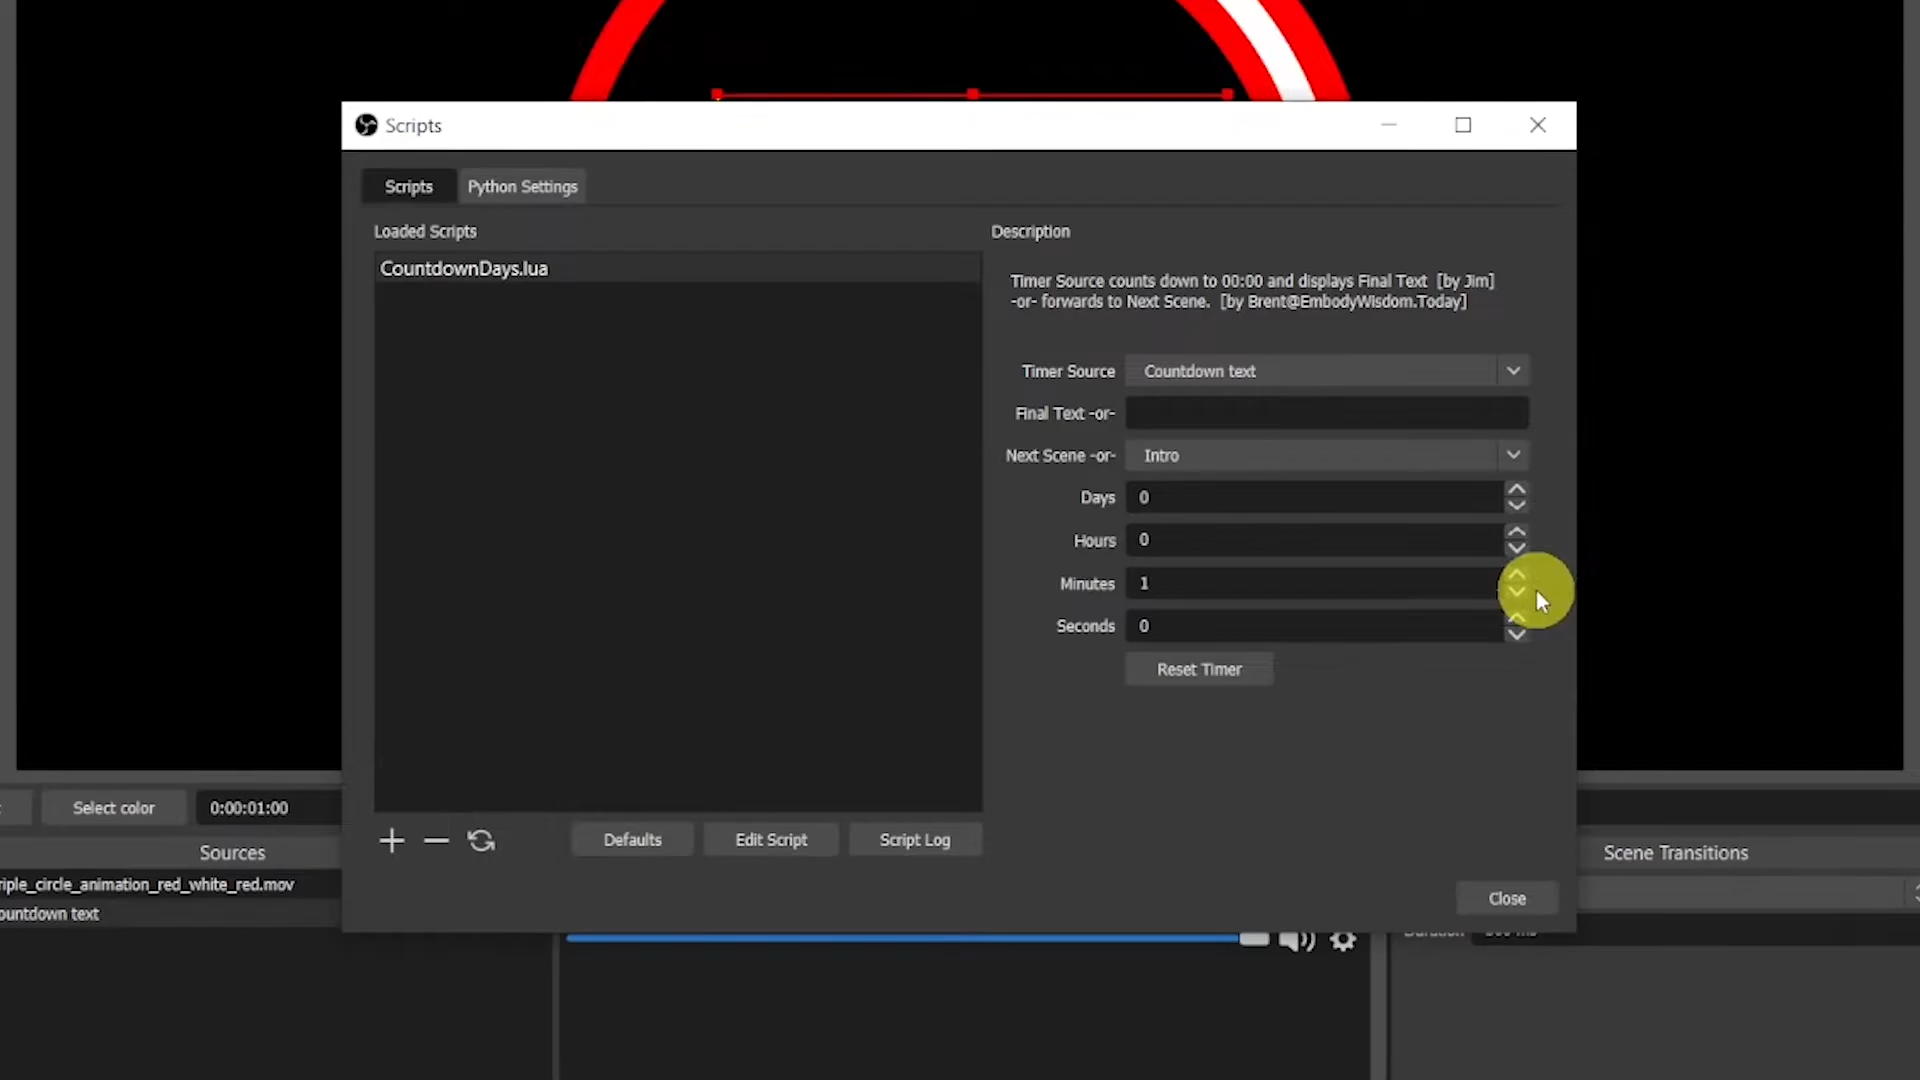 Scripts
Scripts
Python Settings
Loaded Scripts
Description
CountdownDays.lua
Timer Source counts down to 00:00 and displays Final Text [by Jim]
-or- forwards to Next Scene. [by Brent@EmbodyWisdom.Today]
Timer Source
Countdown text
Final Text -or-
Next Scene -or-
Intro
Days
0
Hours
0
Minutes
1
Seconds
0
Reset Timer
Select color
0:00:01:00
Defaults
Edit Script
Script Log
Sources
Scene Transitions
riple_circle_animation_red_white_red.mov
Close
ountdown text
Duration